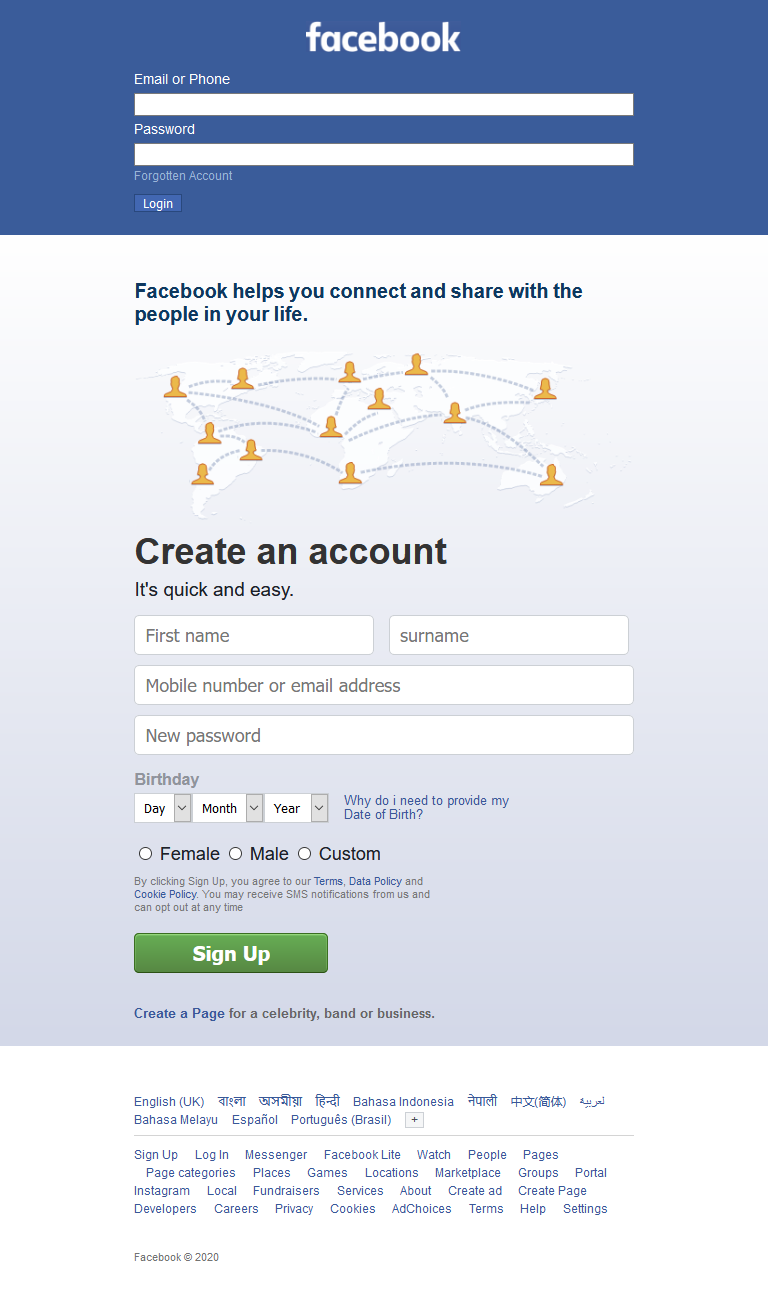 facebook
Email or Phone
Password
Forgotten Account
Login
Facebook helps you connect and share with the
people in your life.
Create an account
It's quick and easy.
First name surname
Mobile number or email address
New password
Birthday
Day Month Year Why do i need to provide my
Date of Birth?
Female Male Custom
By clicking Sign Up, you agree to our Terms, Data Policy and
Cookie Policy. You may receive SMS notifications from us and
can opt out at any time
Sign Up
Create a Page for a celebrity, band or business.
English (UK) বাংলা অসমীয়া हिन्दी Bahasa Indonesia नेपाली 中文(简体) لعربية
Bahasa Melayu Español Português (Brasil) +
Sign Up Log In Messenger Facebook Lite Watch People Pages
Page categories Places Games Locations Marketplace Groups Portal
Instagram Local Fundraisers Services About Create ad Create Page
Developers Careers Privacy Cookies AdChoices Terms Help Settings
Facebook © 2020